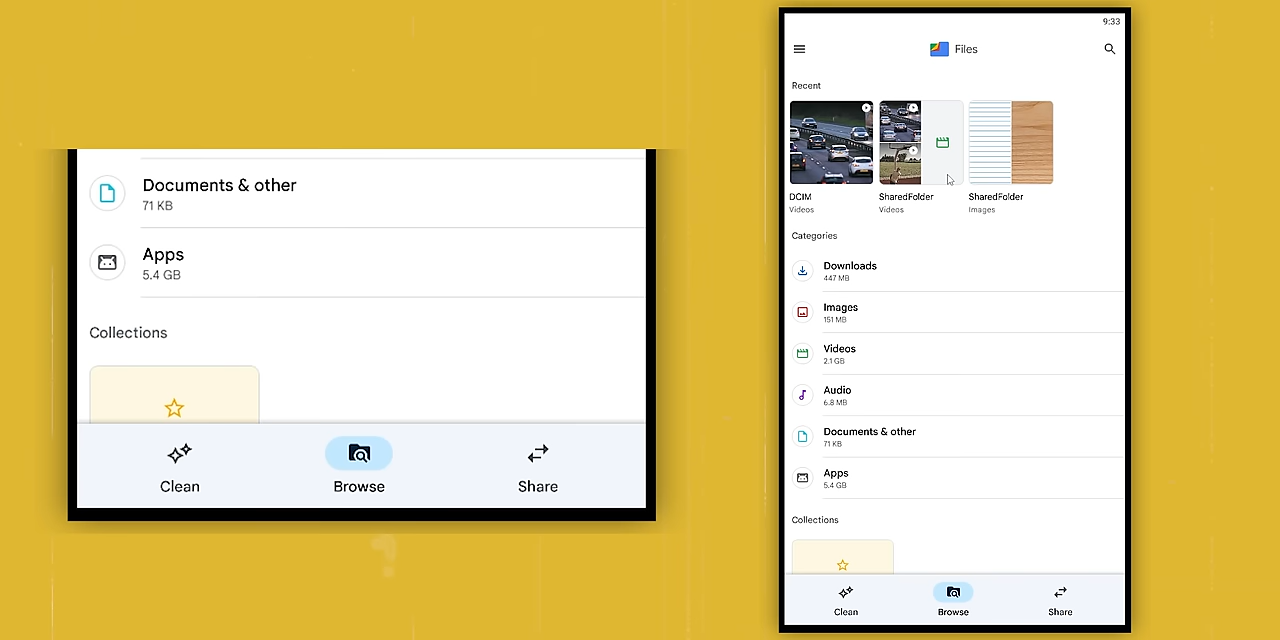 Documents & other
71 KB
Apps
5.4 GB
Collections
Clean
Browse
Share
9:33
Files
Recent
DCIM
Videos
SharedFolder
Videos
SharedFolder
Images
Categories
Downloads
447 MB
Images
151 MB
Videos
2.1 GB
Audio
6.8 MB
Documents & other
71 KB
Apps
5.4 GB
Collections
Clean
Browse
Share